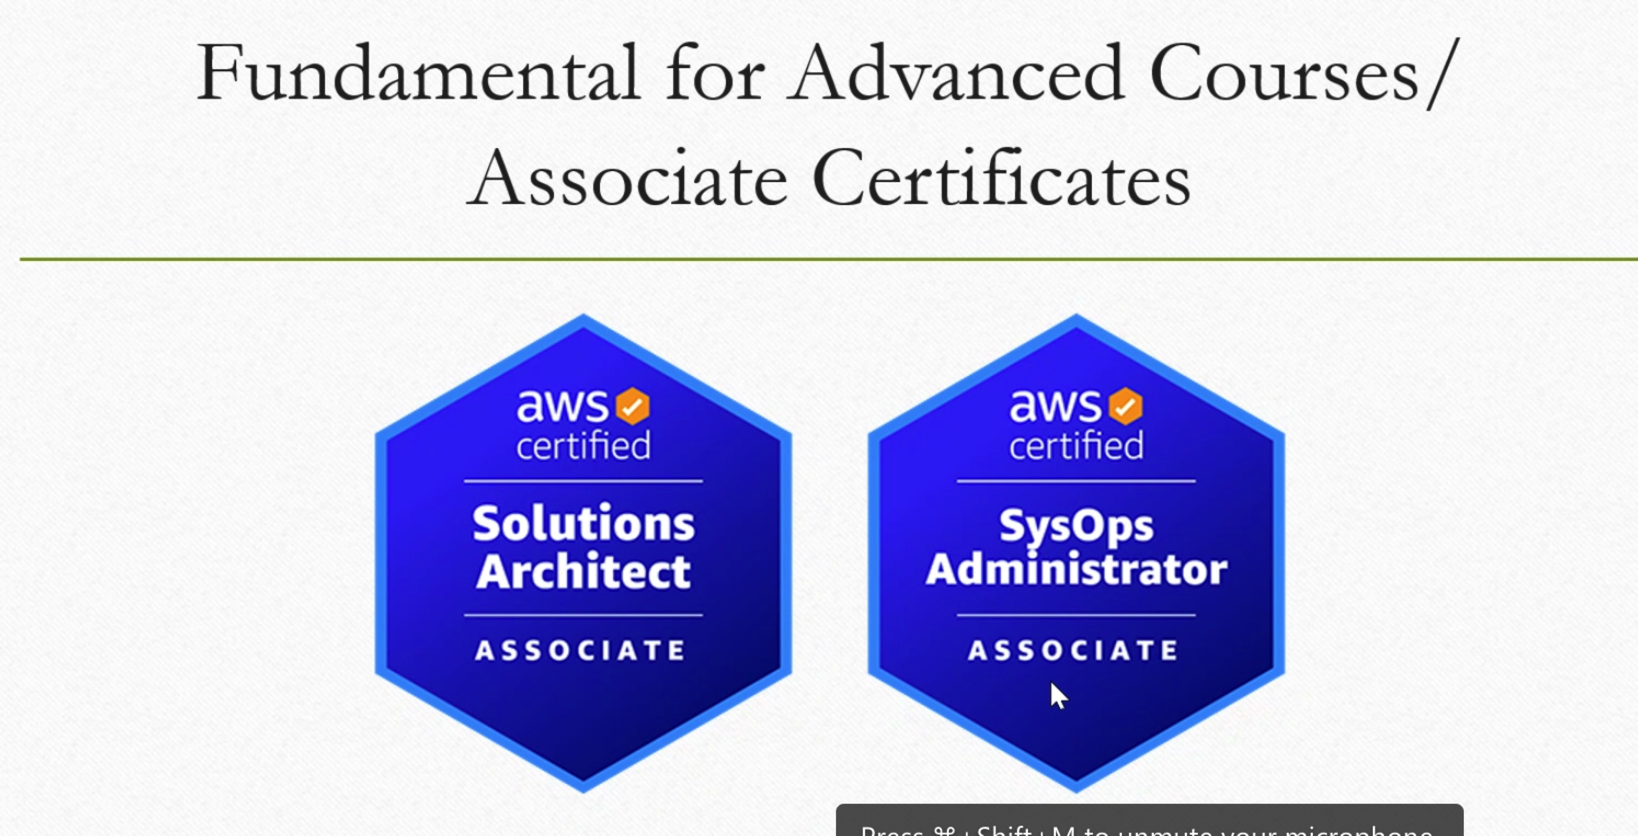 Fundamental for Advanced Courses/
Associate Certificates
aws
certified
Solutions
Architect
ASSOCIATE
aws
certified
SysOps
Administrator
ASSOCIATE
Press ⌘+Shift+M to unmute your microphone.